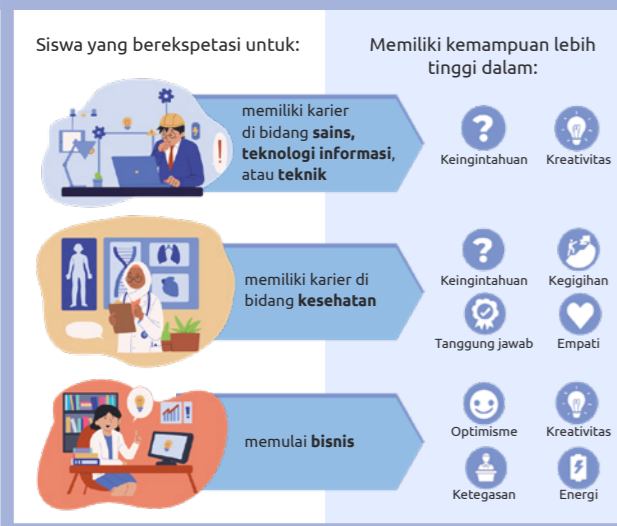 Siswa yang berekspetasi untuk:
Memiliki kemampuan lebih
tinggi dalam:
memiliki karier
di bidang sains,
teknologi informasi,
atau teknik
Keingintahuan
Kreativitas
memiliki karier di
bidang kesehatan
Keingintahuan
Kegigihan
Tanggung jawab
Empati
memulai bisnis
Optimisme
Kreativitas
Ketegasan
Energi